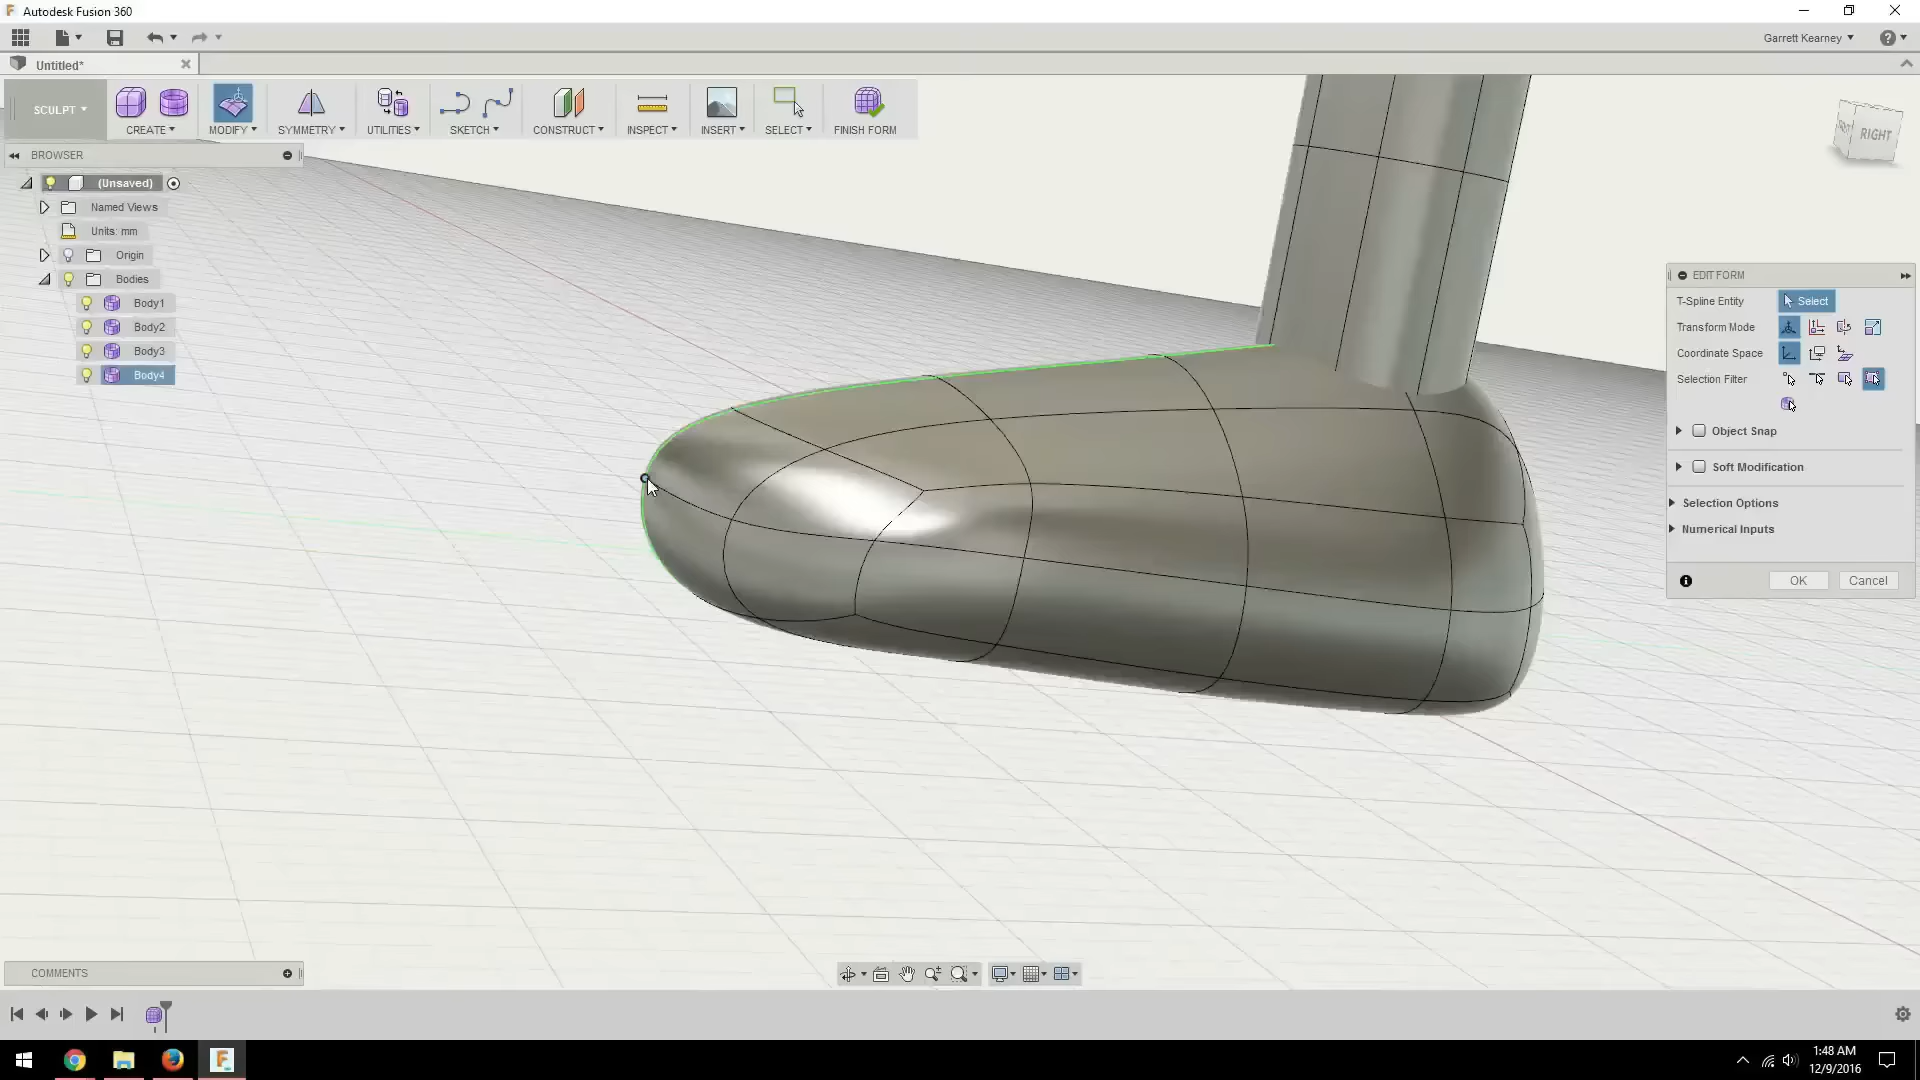 Autodesk Fusion 360
Garrett Kearney
Untitled*
SCULPT
CREATE
MODIFY
SYMMETRY
UTILITIES
SKETCH
CONSTRUCT
INSPECT
INSERT
SELECT
FINISH FORM
RIGHT
BROWSER
(Unsaved)
Named Views
Units: mm
Origin
Bodies
Body1
Body2
Body3
Body4
EDIT FORM
T-Spline Entity
Select
Transform Mode
Coordinate Space
Selection Filter
Object Snap
Soft Modification
Selection Options
Numerical Inputs
OK
Cancel
COMMENTS
1:48 AM
12/9/2016